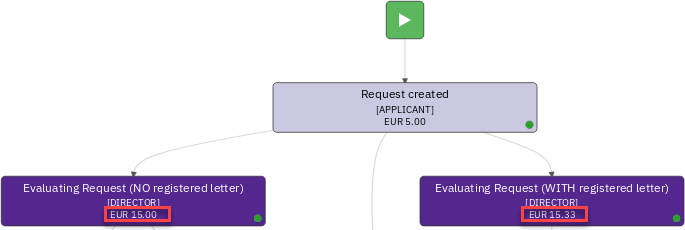 Request created
[APPLICANT]
EUR 5.00
Evaluating Request (NO registered letter)
[DIRECTOR]
EUR 15.00
Evaluating Request (WITH registered letter)
[DIRECTOR]
EUR 15.33